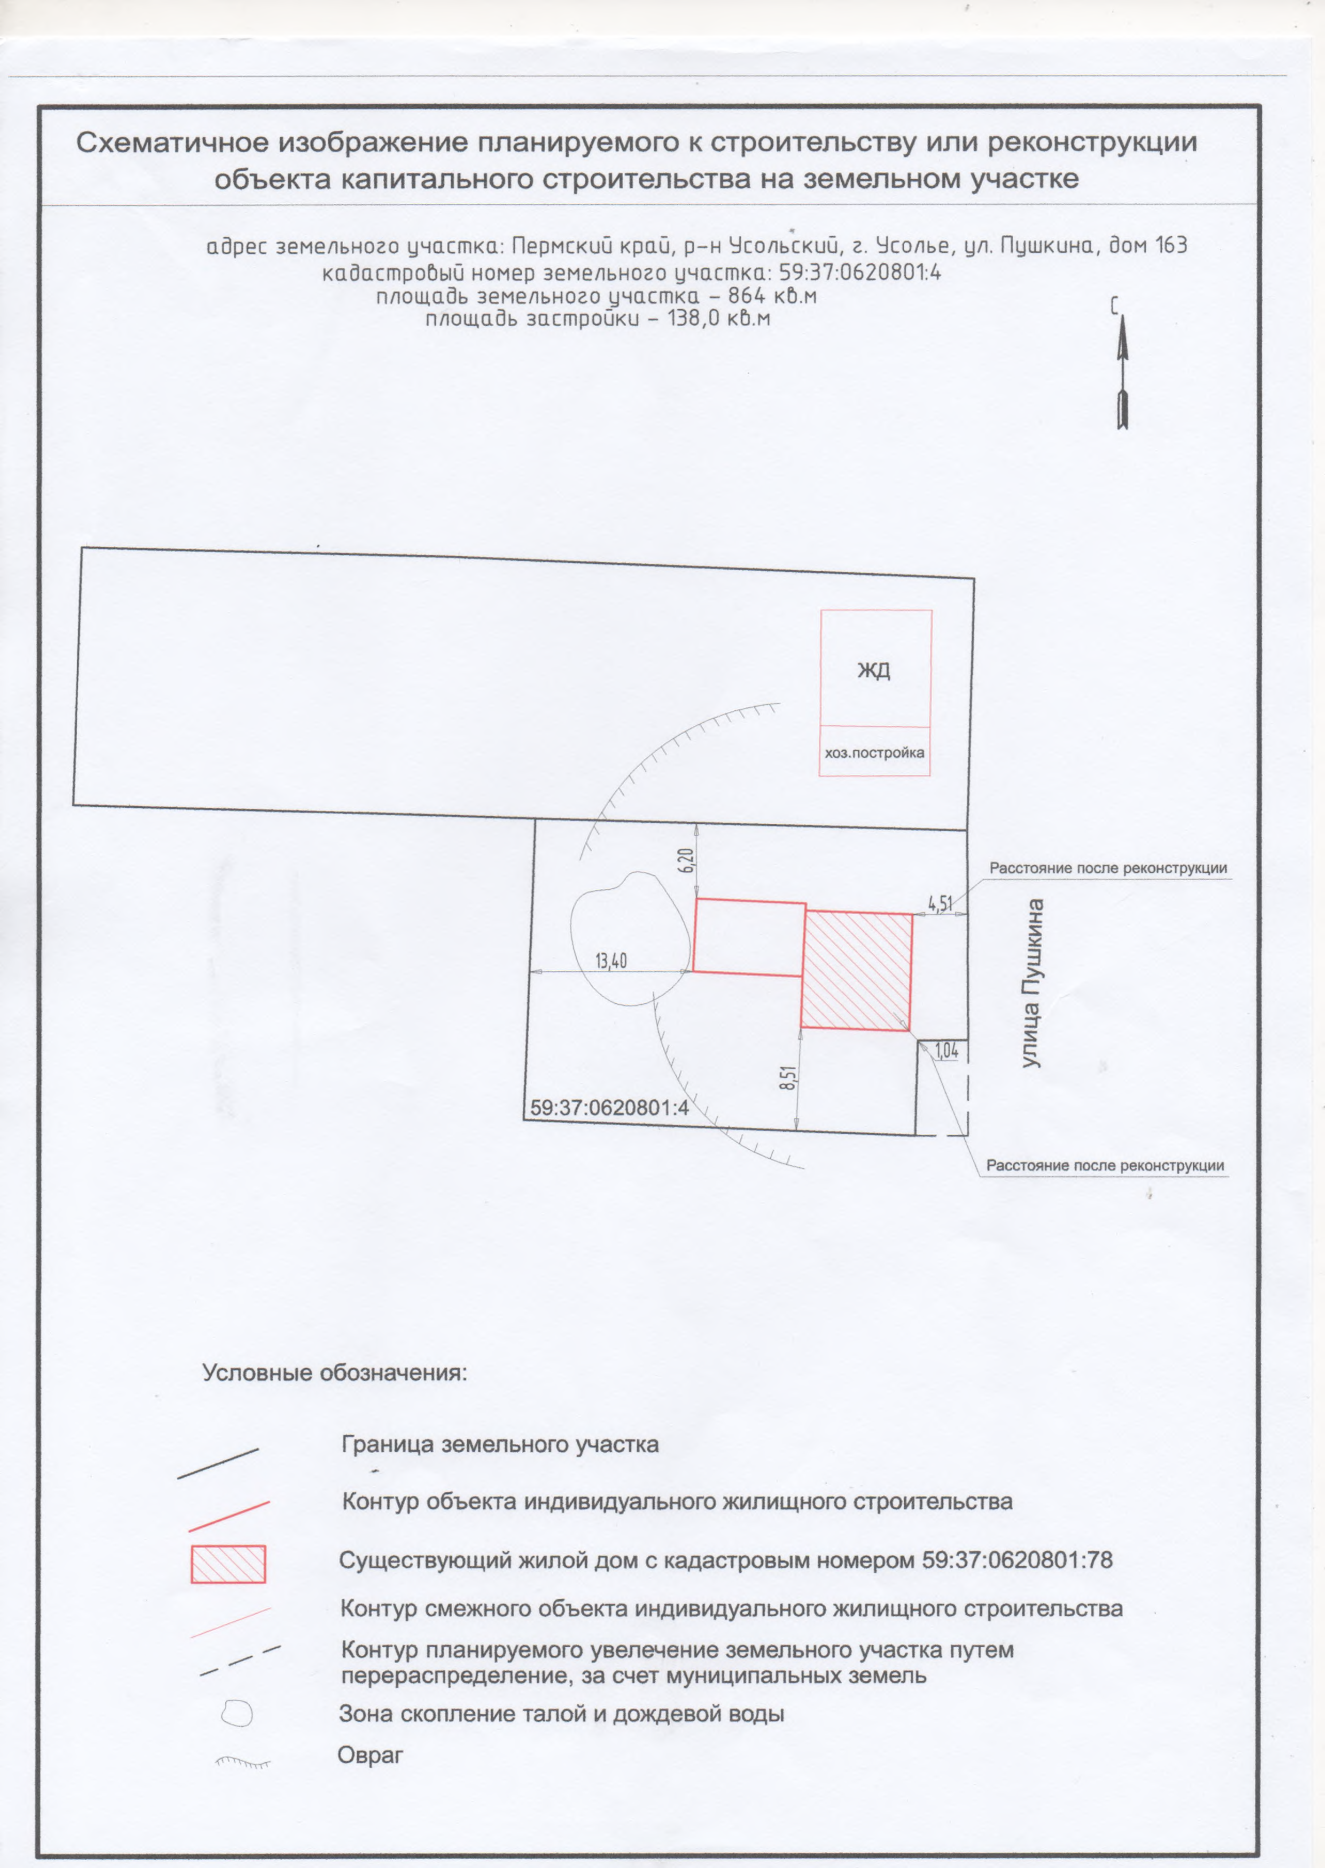 Схематичное изображение планируемого к строительству или реконструкции
объекта капитального строительства на земельном участке
адрес земельного участка: Пермский край, р-н Усольский, г. Усолье, ул. Пушкина, дом 163
кадастровый номер земельного участка: 59:37:0620801:4
площадь земельного участка - 864 кв.м
площадь застройки - 138,0 кв.м
С
ЖД
хоз.постройка
6,20
Расстояние после реконструкции
4,51
13,40
улица Пушкина
1,04
8,51
59:37:0620801:4
Расстояние после реконструкции
Условные обозначения:
Граница земельного участка
Контур объекта индивидуального жилищного строительства
Существующий жилой дом с кадастровым номером 59:37:0620801:78
Контур смежного объекта индивидуального жилищного строительства
Контур планируемого увелечение земельного участка путем
перераспределение, за счет муниципальных земель
Зона скопление талой и дождевой воды
Овраг